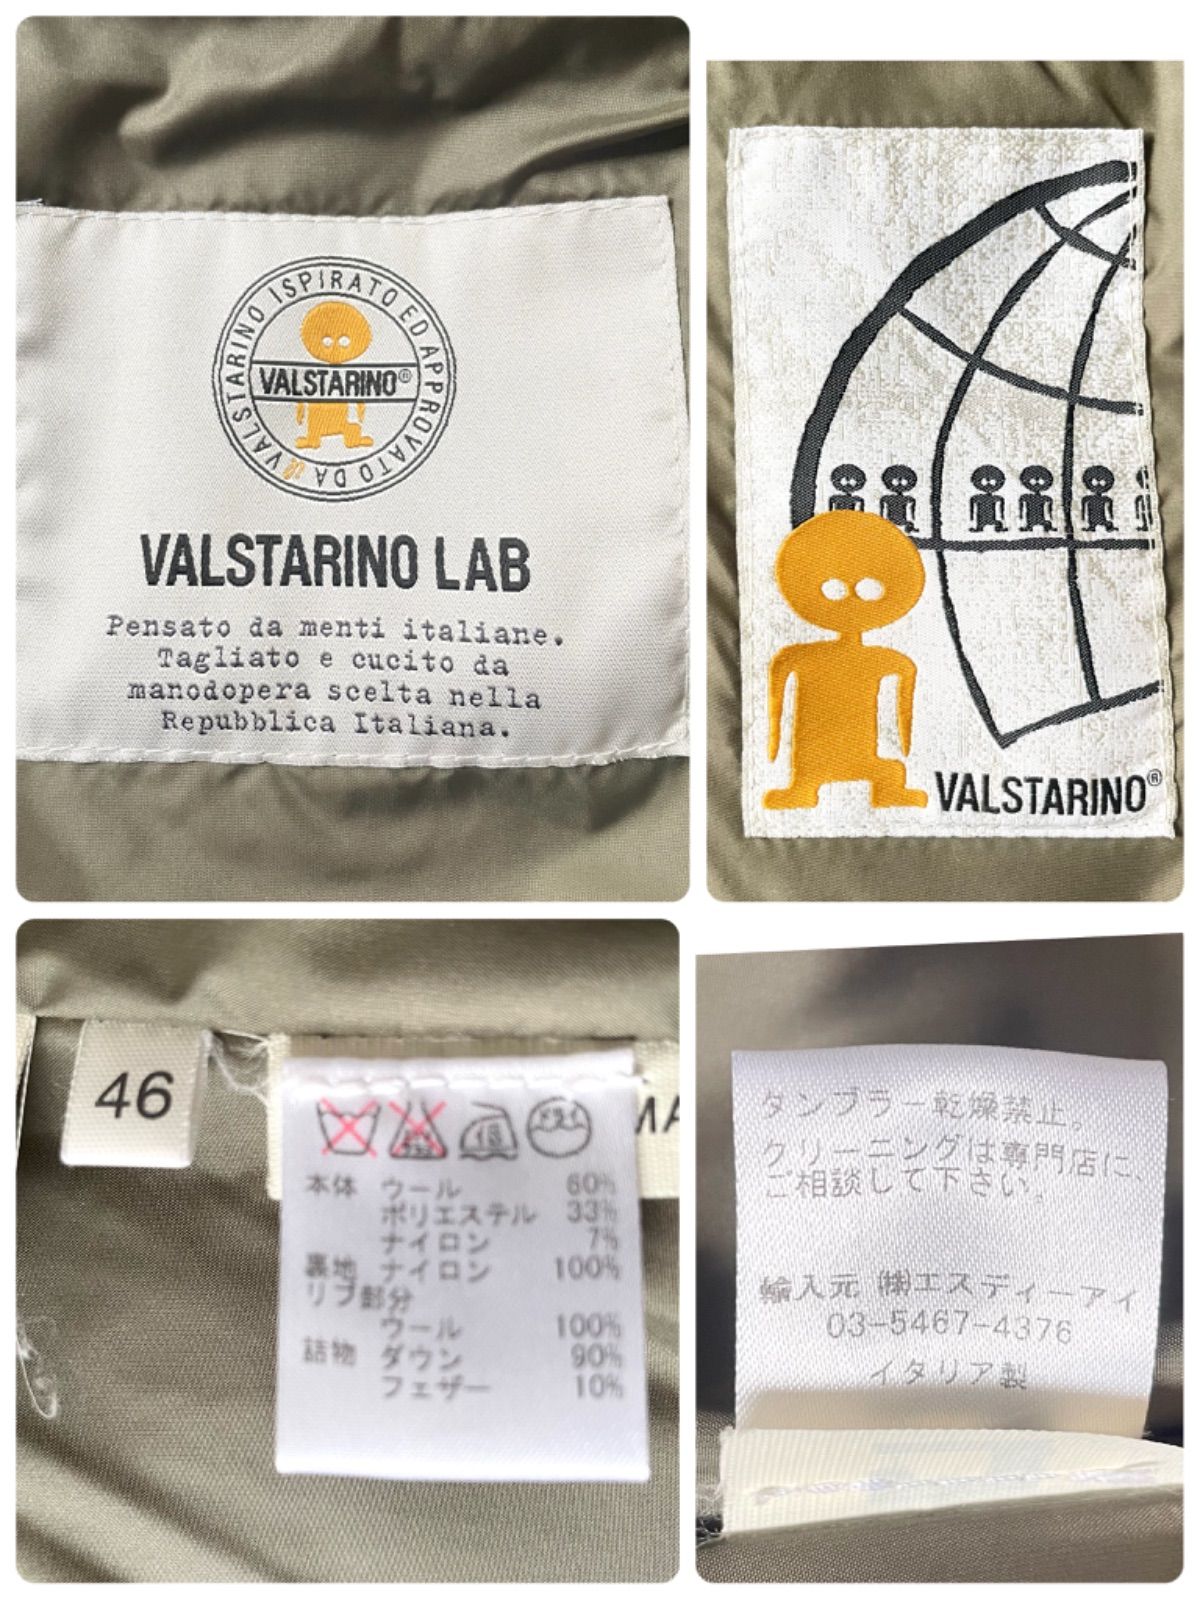 VALSTARINO ISPIRATO ED APPROVATO DA il
VALSTARINO®
VALSTARINO LAB
Pensato da menti italiane.
Tagliato e cucito da
manodopera scelta nella
Repubblica Italiana.
VALSTARINO®
46
MA
本体 ウール 60%
ポリエステル 33%
ナイロン 7%
裏地 ナイロン 100%
リブ部分
ウール 100%
詰物 ダウン 90%
フェザー 10%
タンブラー乾燥禁止。
クリーニングは専門店に、
ご相談して下さい。
輸入元 ㈱エスディーアイ
03-5467-4376
イタリア製